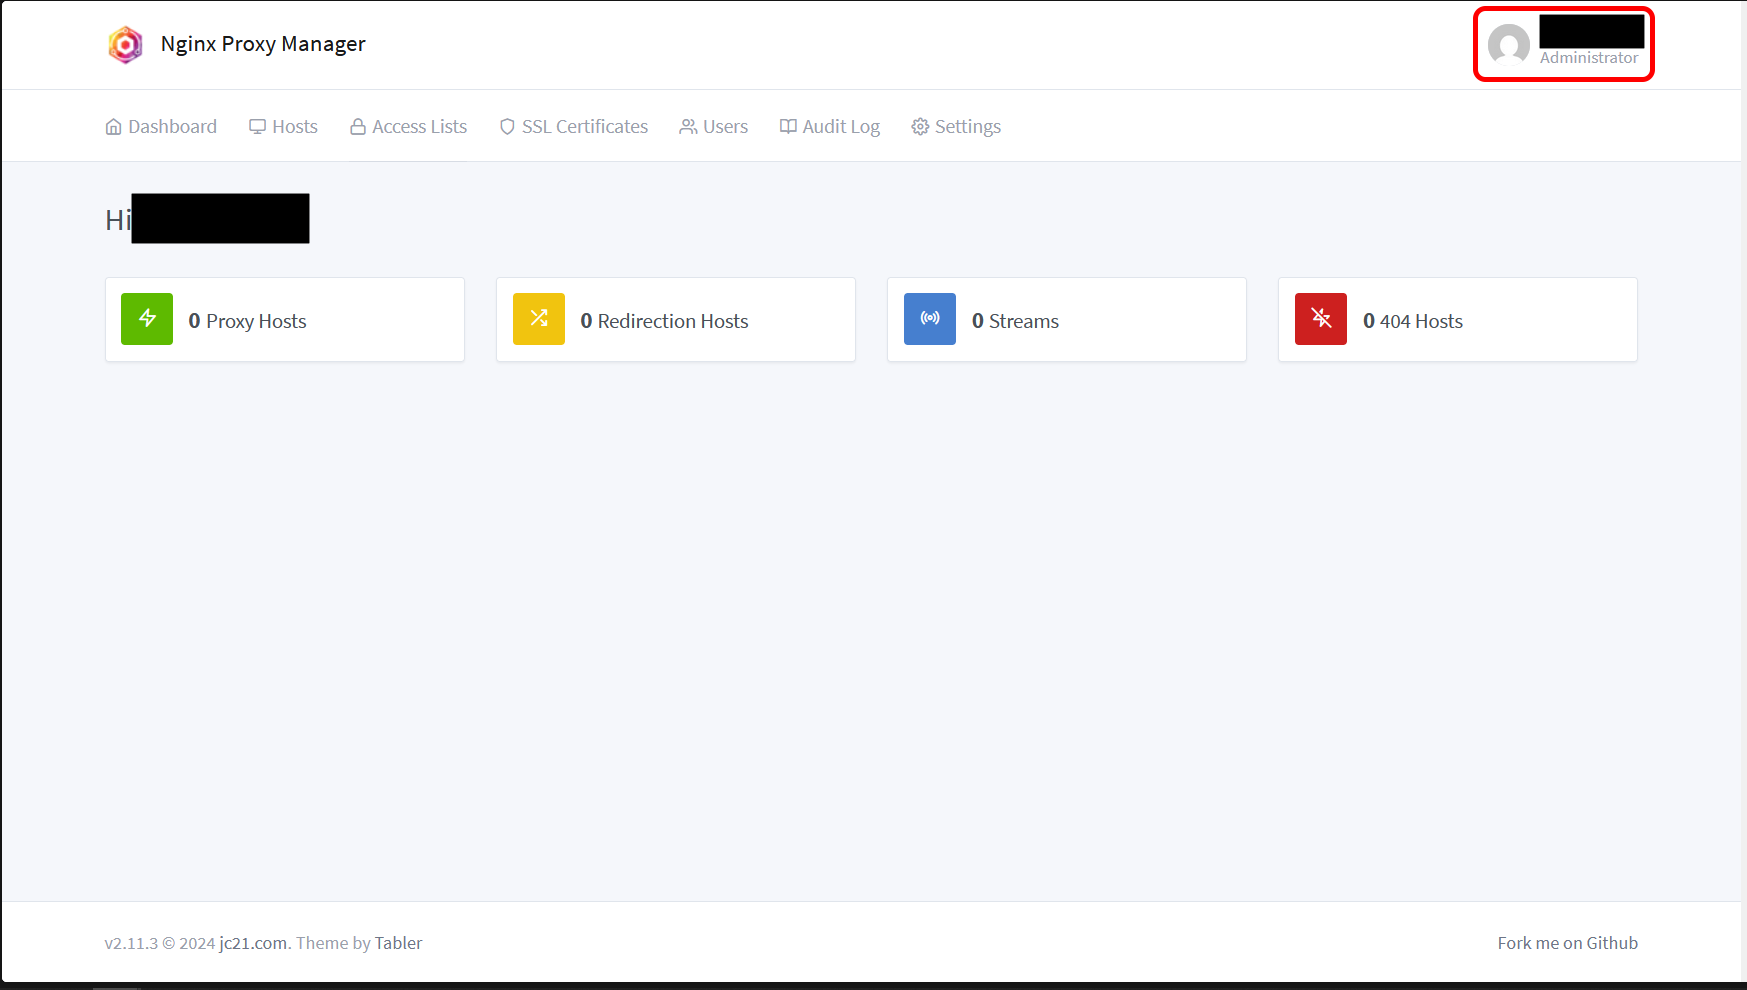 Nginx Proxy Manager
Administrator
Dashboard Hosts Access Lists SSL Certificates Users Audit Log Settings
Hi
0 Proxy Hosts
0 Redirection Hosts
0 Streams
0 404 Hosts
v2.11.3 © 2024 jc21.com. Theme by Tabler
Fork me on Github